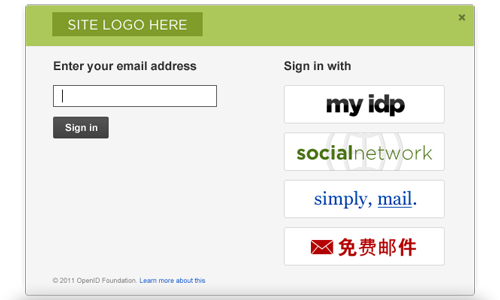 SITE LOGO HERE
×
Enter your email address
Sign in
Sign in with
my idp
socialnetwork
simply, mail.
免费邮件
© 2011 OpenID Foundation. Learn more about this